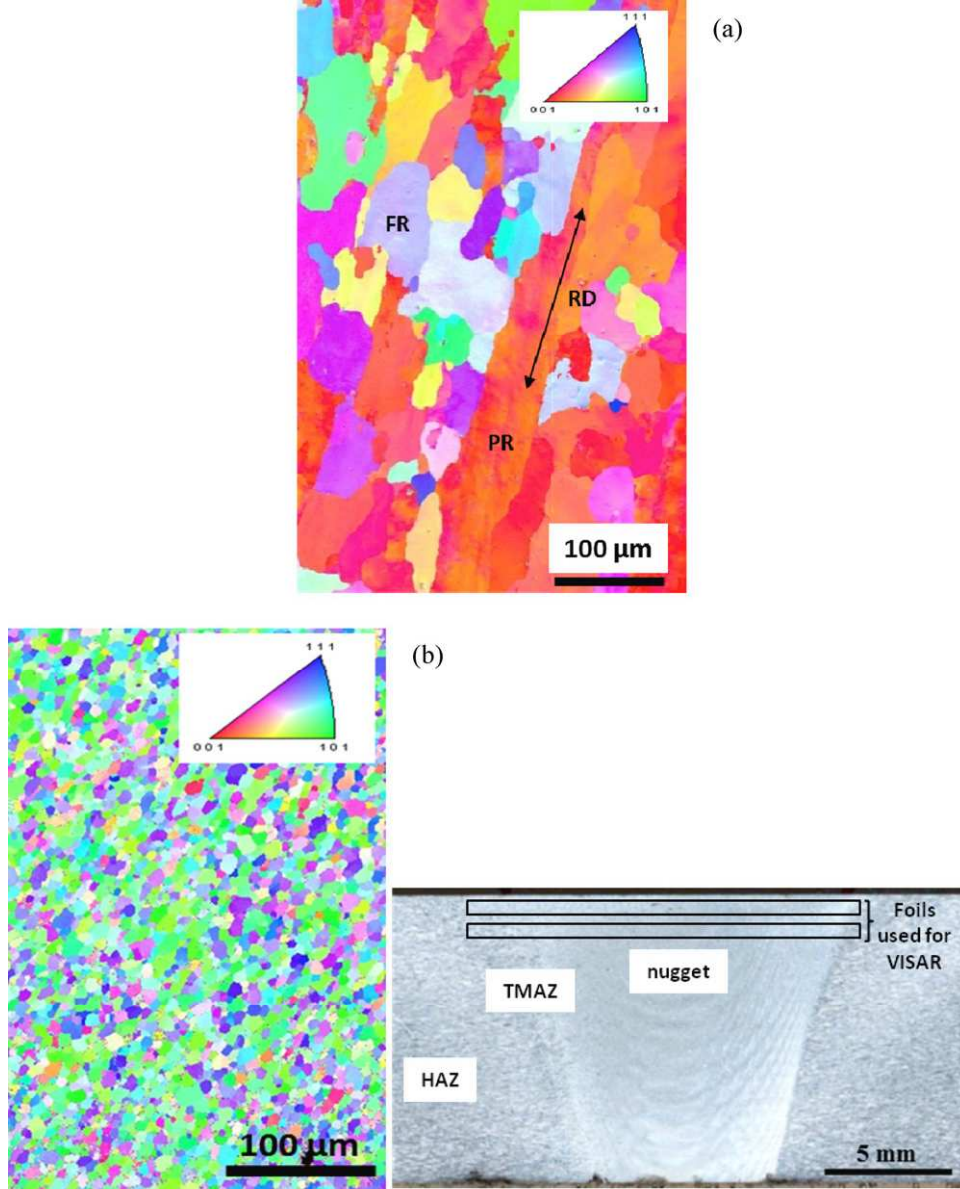 (a)
111
001
101
FR
RD
PR
100 µm
(b)
111
001
101
100 µm
Foils
used for
VISAR
nugget
TMAZ
HAZ
5 mm